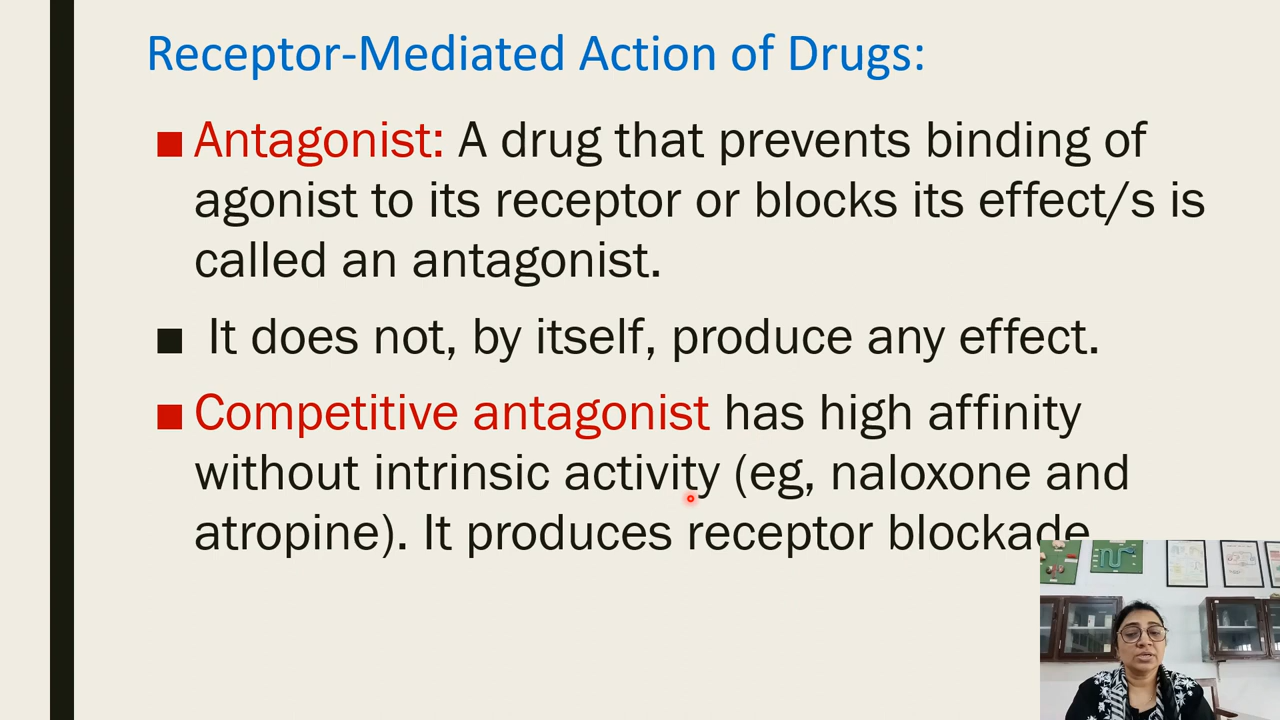 Receptor-Mediated Action of Drugs:
Antagonist: A drug that prevents binding of
agonist to its receptor or blocks its effect/s is
called an antagonist.
It does not, by itself, produce any effect.
Competitive antagonist has high affinity
without intrinsic activity (eg, naloxone and
atropine). It produces receptor blockade